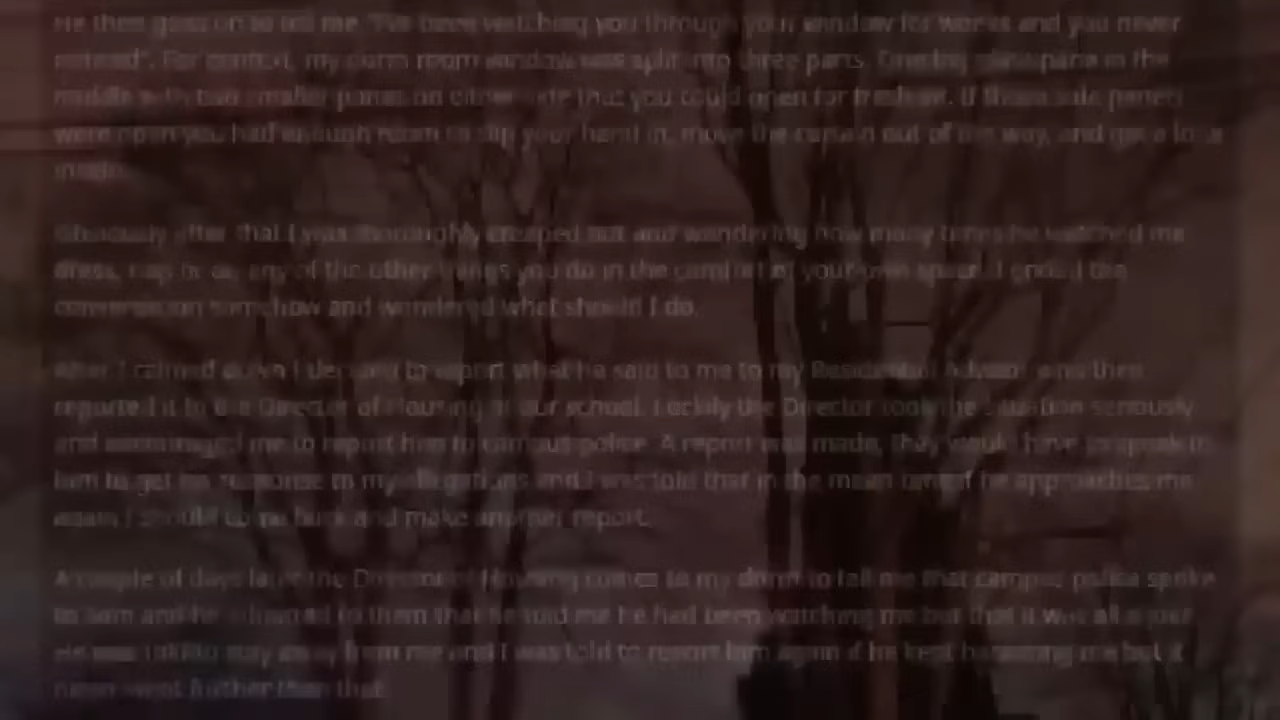 He then goes on to tell me "I've been watching you through your window for weeks and you never
noticed". For context, my dorm room window was split into three parts. One big glass pane in the
middle with two smaller panes on either side that you could open for fresh air. If those side panels
were open you had enough room to slip your hand in, move the curtain out of the way, and get a look
inside.
Obviously after that I was thoroughly creeped out and wondering how many times he watched me
dress, or any of the other things you do in the comfort of your own space. I ended the
conversation somehow and wondered what should I do.
After I calmed down I decided to report what he said to me to my Residential Advisor who then
reported it to the Director of Housing at our school. Luckily the Director took the situation seriously
and encouraged me to report him to campus police. A report was made, they would have to speak to
him to get his response to my allegations and I was told that in the mean time if he approaches me
again I should come back and make another report.
A couple of days later the Director of Housing comes to my dorm to tell me that campus police spoke
to him and he admitted to them that he told me he had been watching me but that it was all a joke.
He was told to stay away from me and I was told to report him again if he kept harassing me but it
never went further than that.